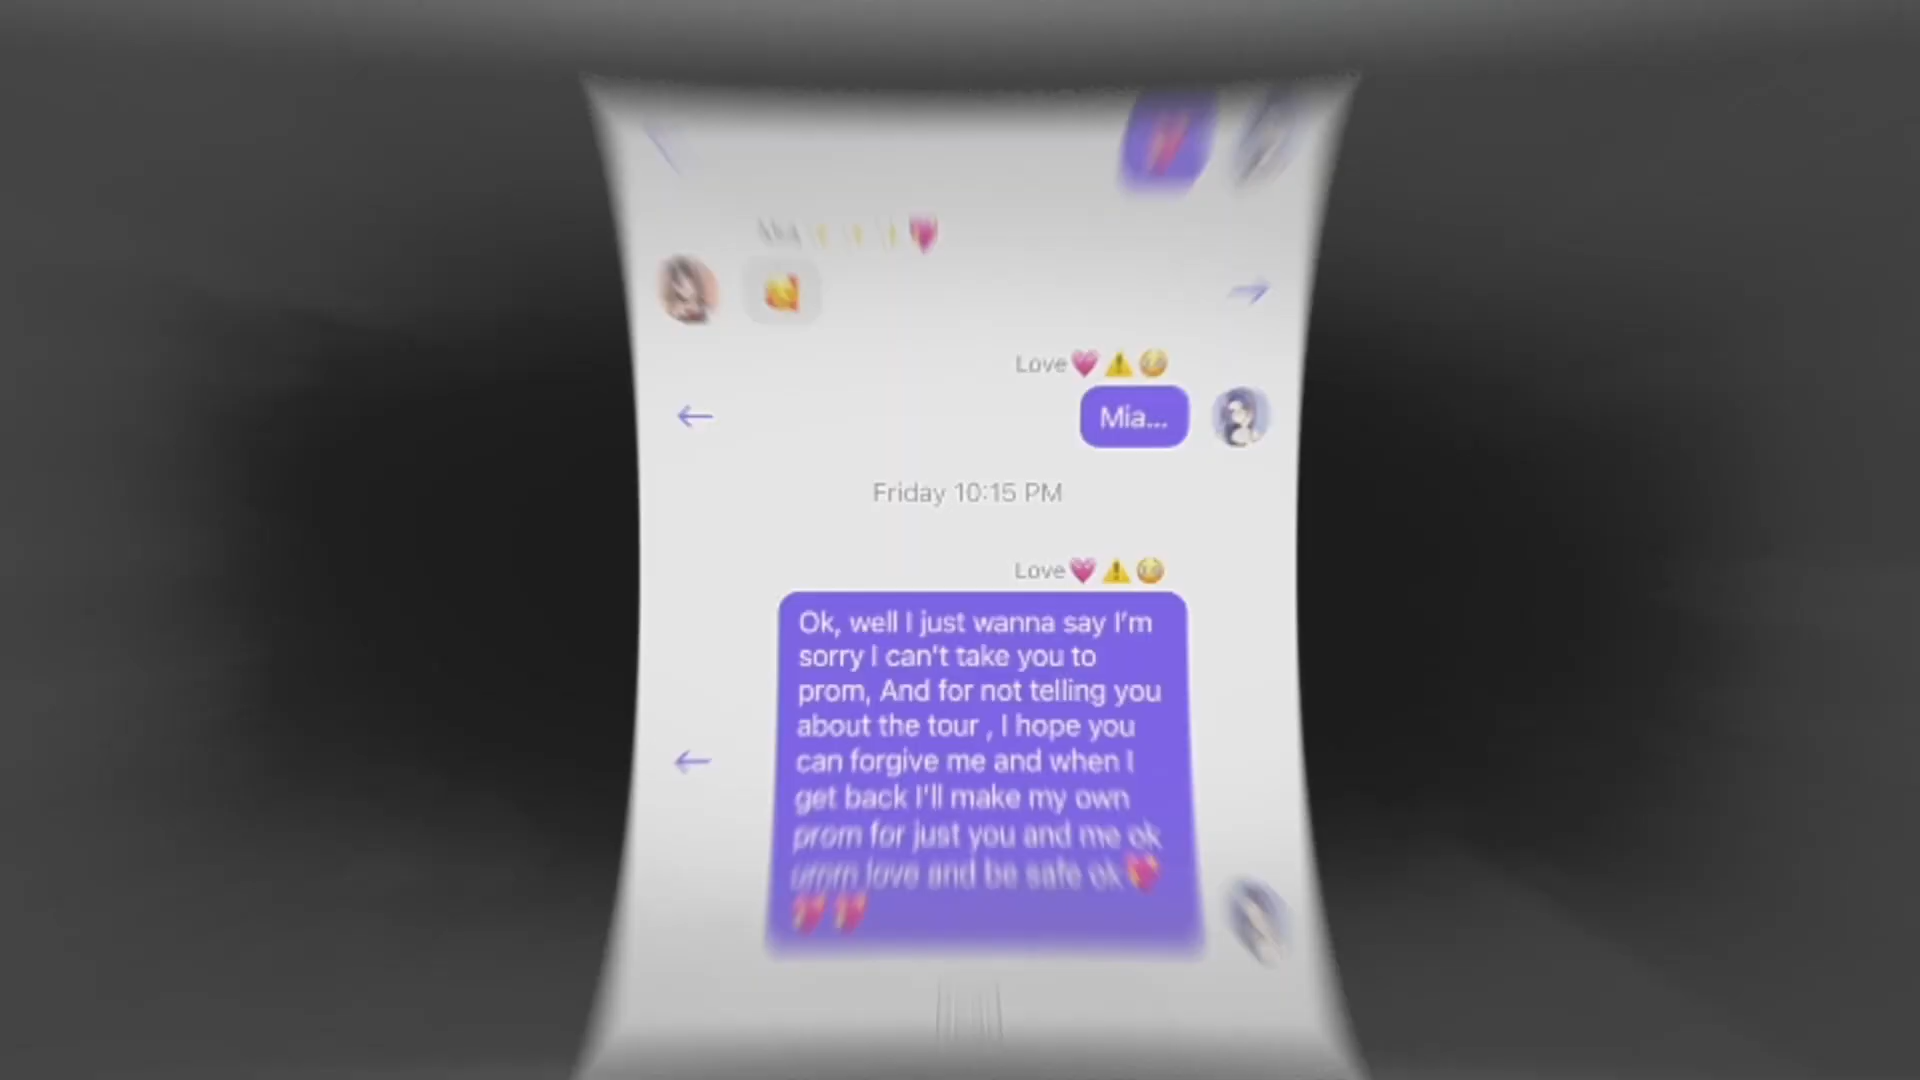 Love💗⚠️🥺
Mia...
Friday 10:15 PM
Love💗⚠️🥺
Ok, well I just wanna say I'm
sorry I can't take you to
prom, And for not telling you
about the tour , I hope you
can forgive me and when I
get back I'll make my own
prom for just you and me ok
umm love and be safe ok💖
💖💖